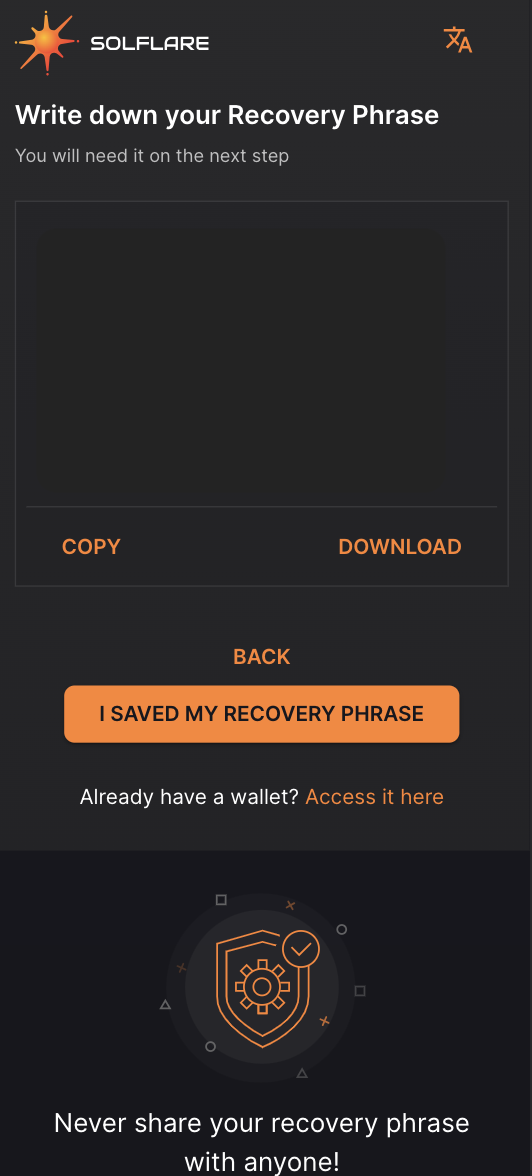 SOLFLARE
Write down your Recovery Phrase
You will need it on the next step
COPY
DOWNLOAD
BACK
I SAVED MY RECOVERY PHRASE
Already have a wallet? Access it here
Never share your recovery phrase
with anyone!